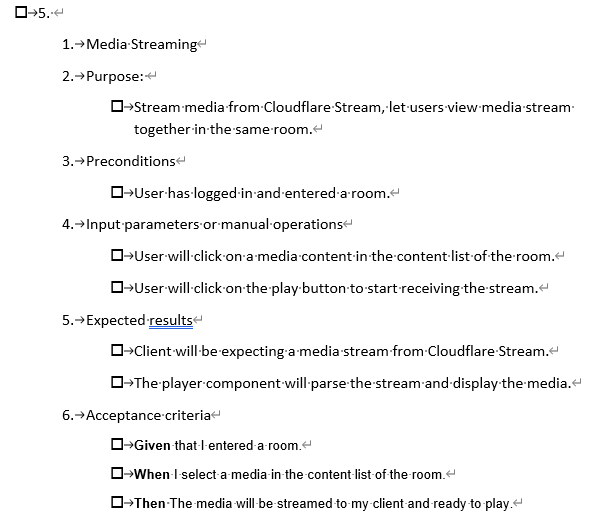 ☐ 5.
1. Media Streaming
2. Purpose:
☐ Stream media from Cloudflare Stream, let users view media stream
together in the same room.
3. Preconditions
☐ User has logged in and entered a room.
4. Input parameters or manual operations
☐ User will click on a media content in the content list of the room.
☐ User will click on the play button to start receiving the stream.
5. Expected results
☐ Client will be expecting a media stream from Cloudflare Stream.
☐ The player component will parse the stream and display the media.
6. Acceptance criteria
☐ Given that I entered a room.
☐ When I select a media in the content list of the room.
☐ Then The media will be streamed to my client and ready to play.